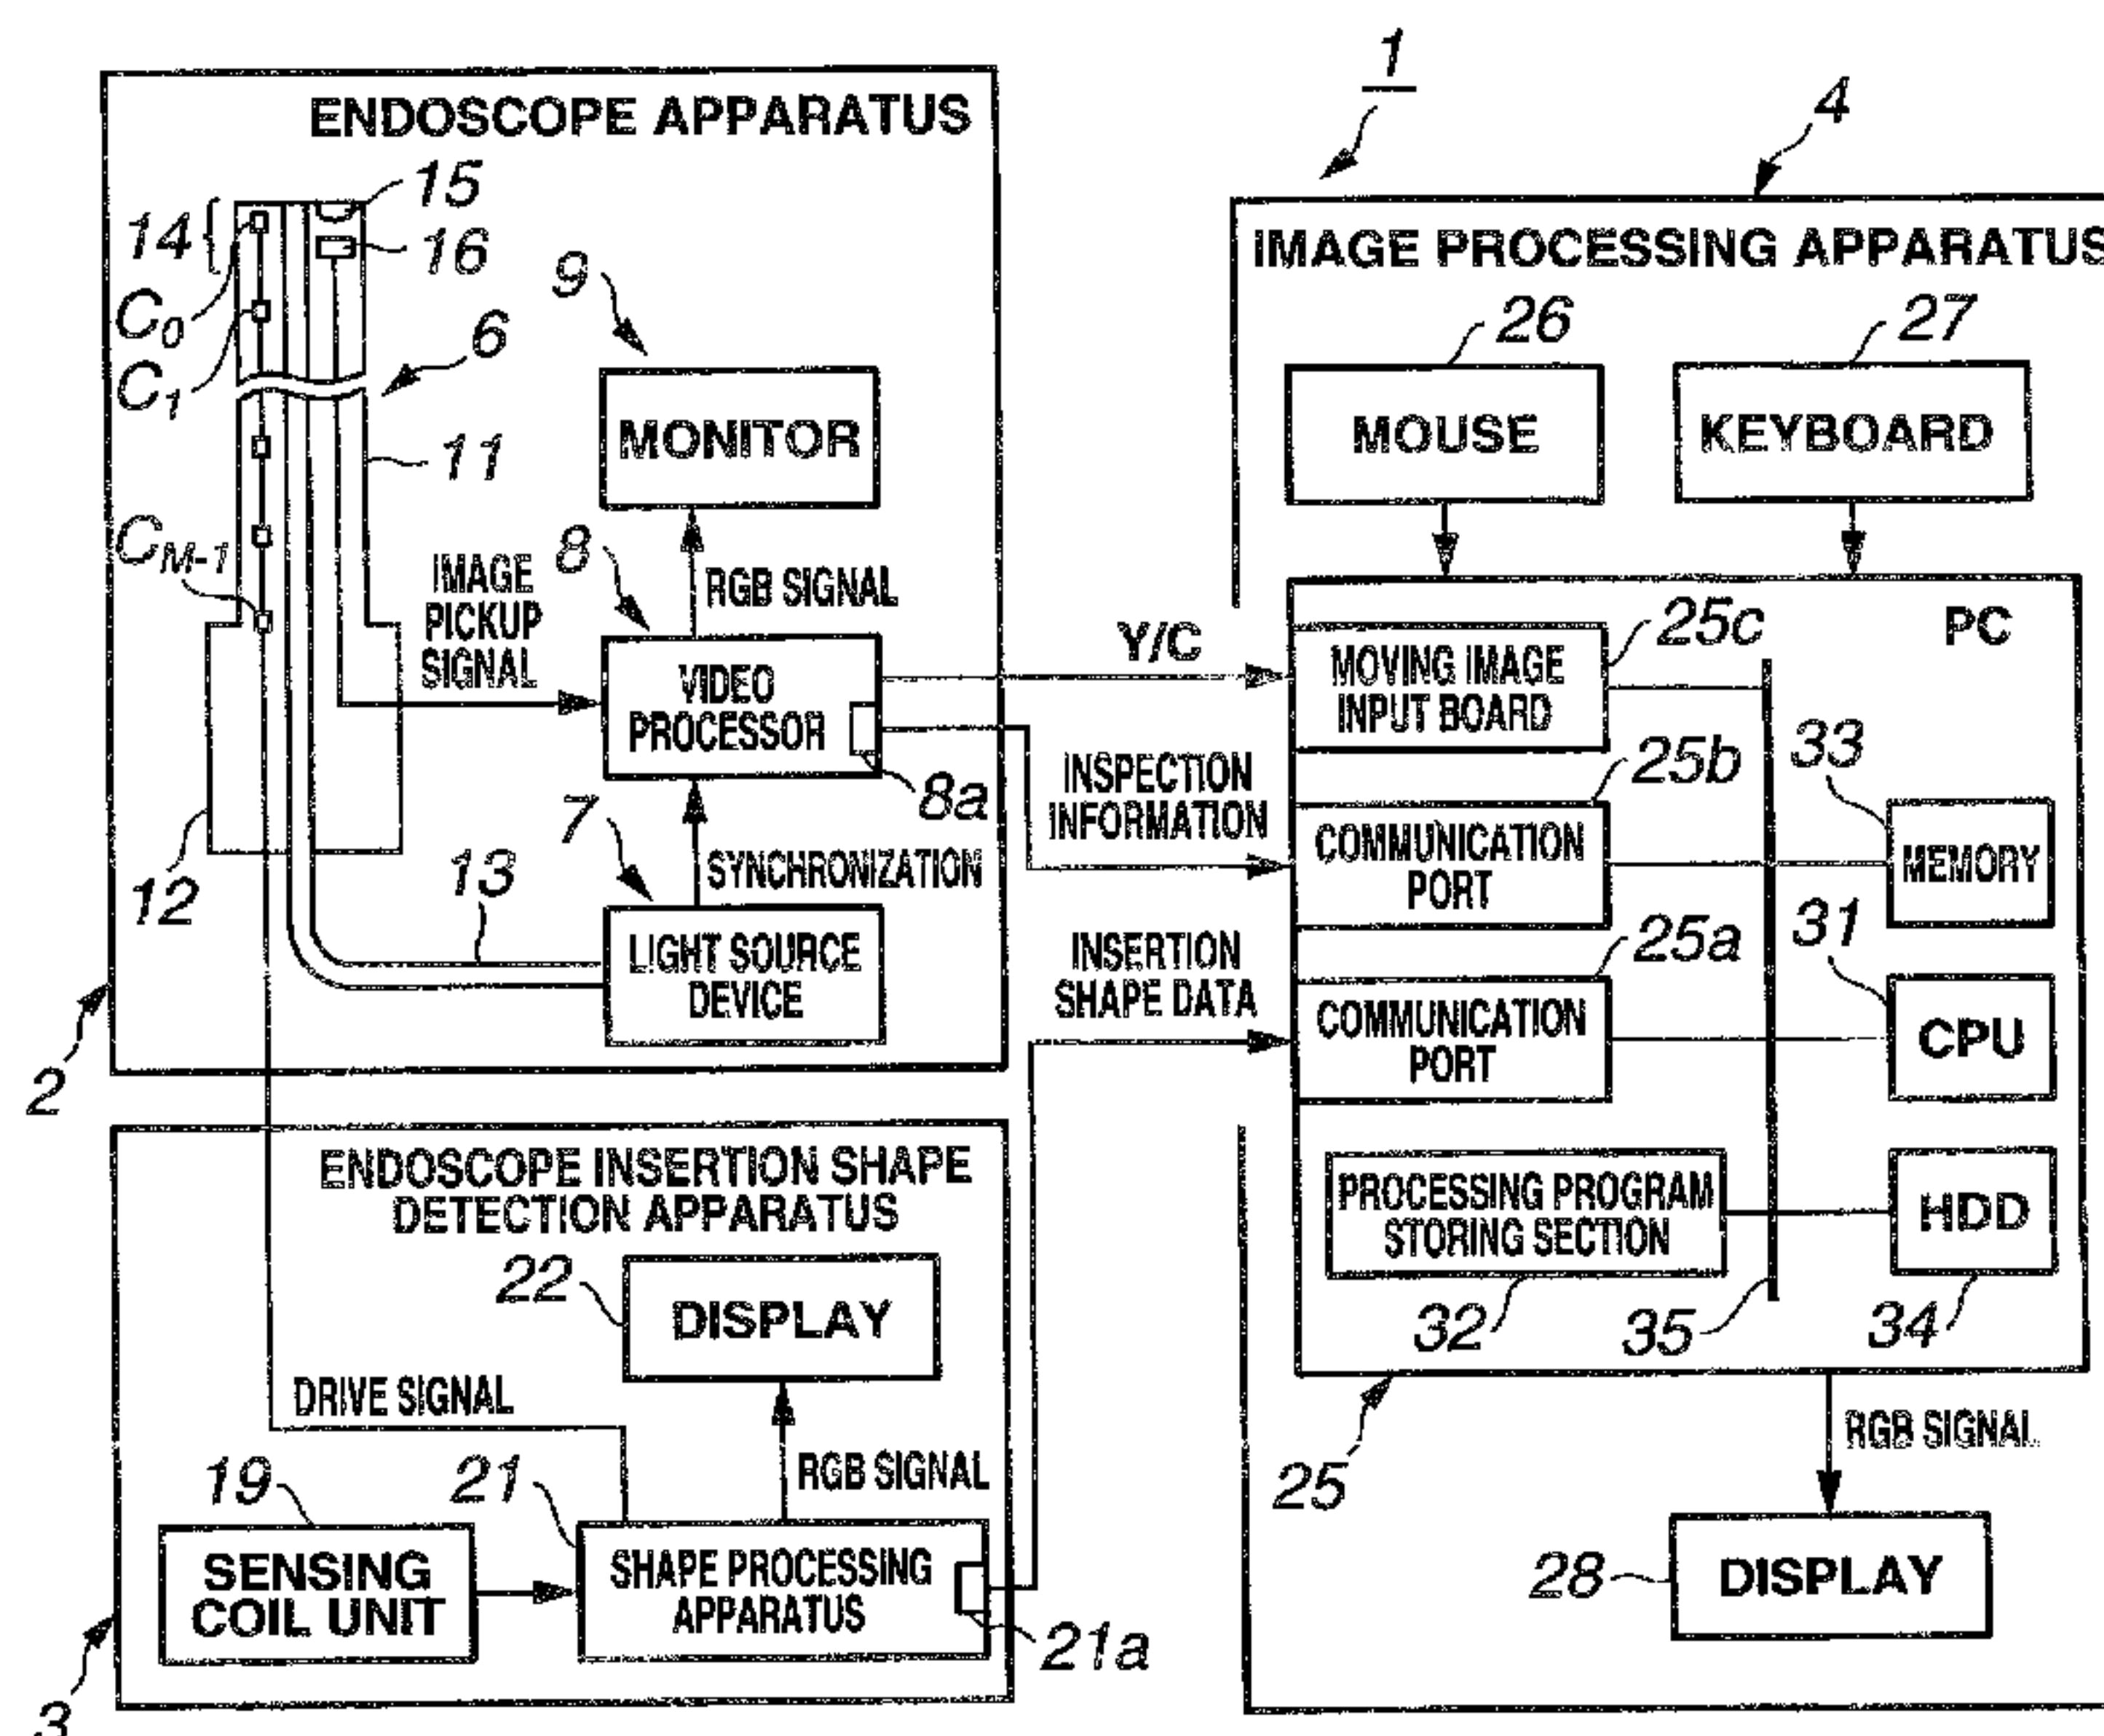 1
4
ENDOSCOPE APPARATUS
15
14
16
C0
C1
6
9
MONITOR
11
CM-1
IMAGE
PICKUP
SIGNAL
8
RGB SIGNAL
VIDEO
PROCESSOR
8a
7
SYNCHRONIZATION
12
13
LIGHT SOURCE
DEVICE
2
Y/C
INSPECTION
INFORMATION
INSERTION
SHAPE DATA
IMAGE PROCESSING APPARATUS
26
27
MOUSE
KEYBOARD
PC
25c
MOVING IMAGE
INPUT BOARD
25b
33
COMMUNICATION
PORT
MEMORY
25a
31
COMMUNICATION
PORT
CPU
PROCESSING PROGRAM
STORING SECTION
HDD
32
35
34
25
RGB SIGNAL
28
DISPLAY
ENDOSCOPE INSERTION SHAPE
DETECTION APPARATUS
22
DISPLAY
DRIVE SIGNAL
RGB SIGNAL
19
21
SENSING
COIL UNIT
SHAPE PROCESSING
APPARATUS
21a
3